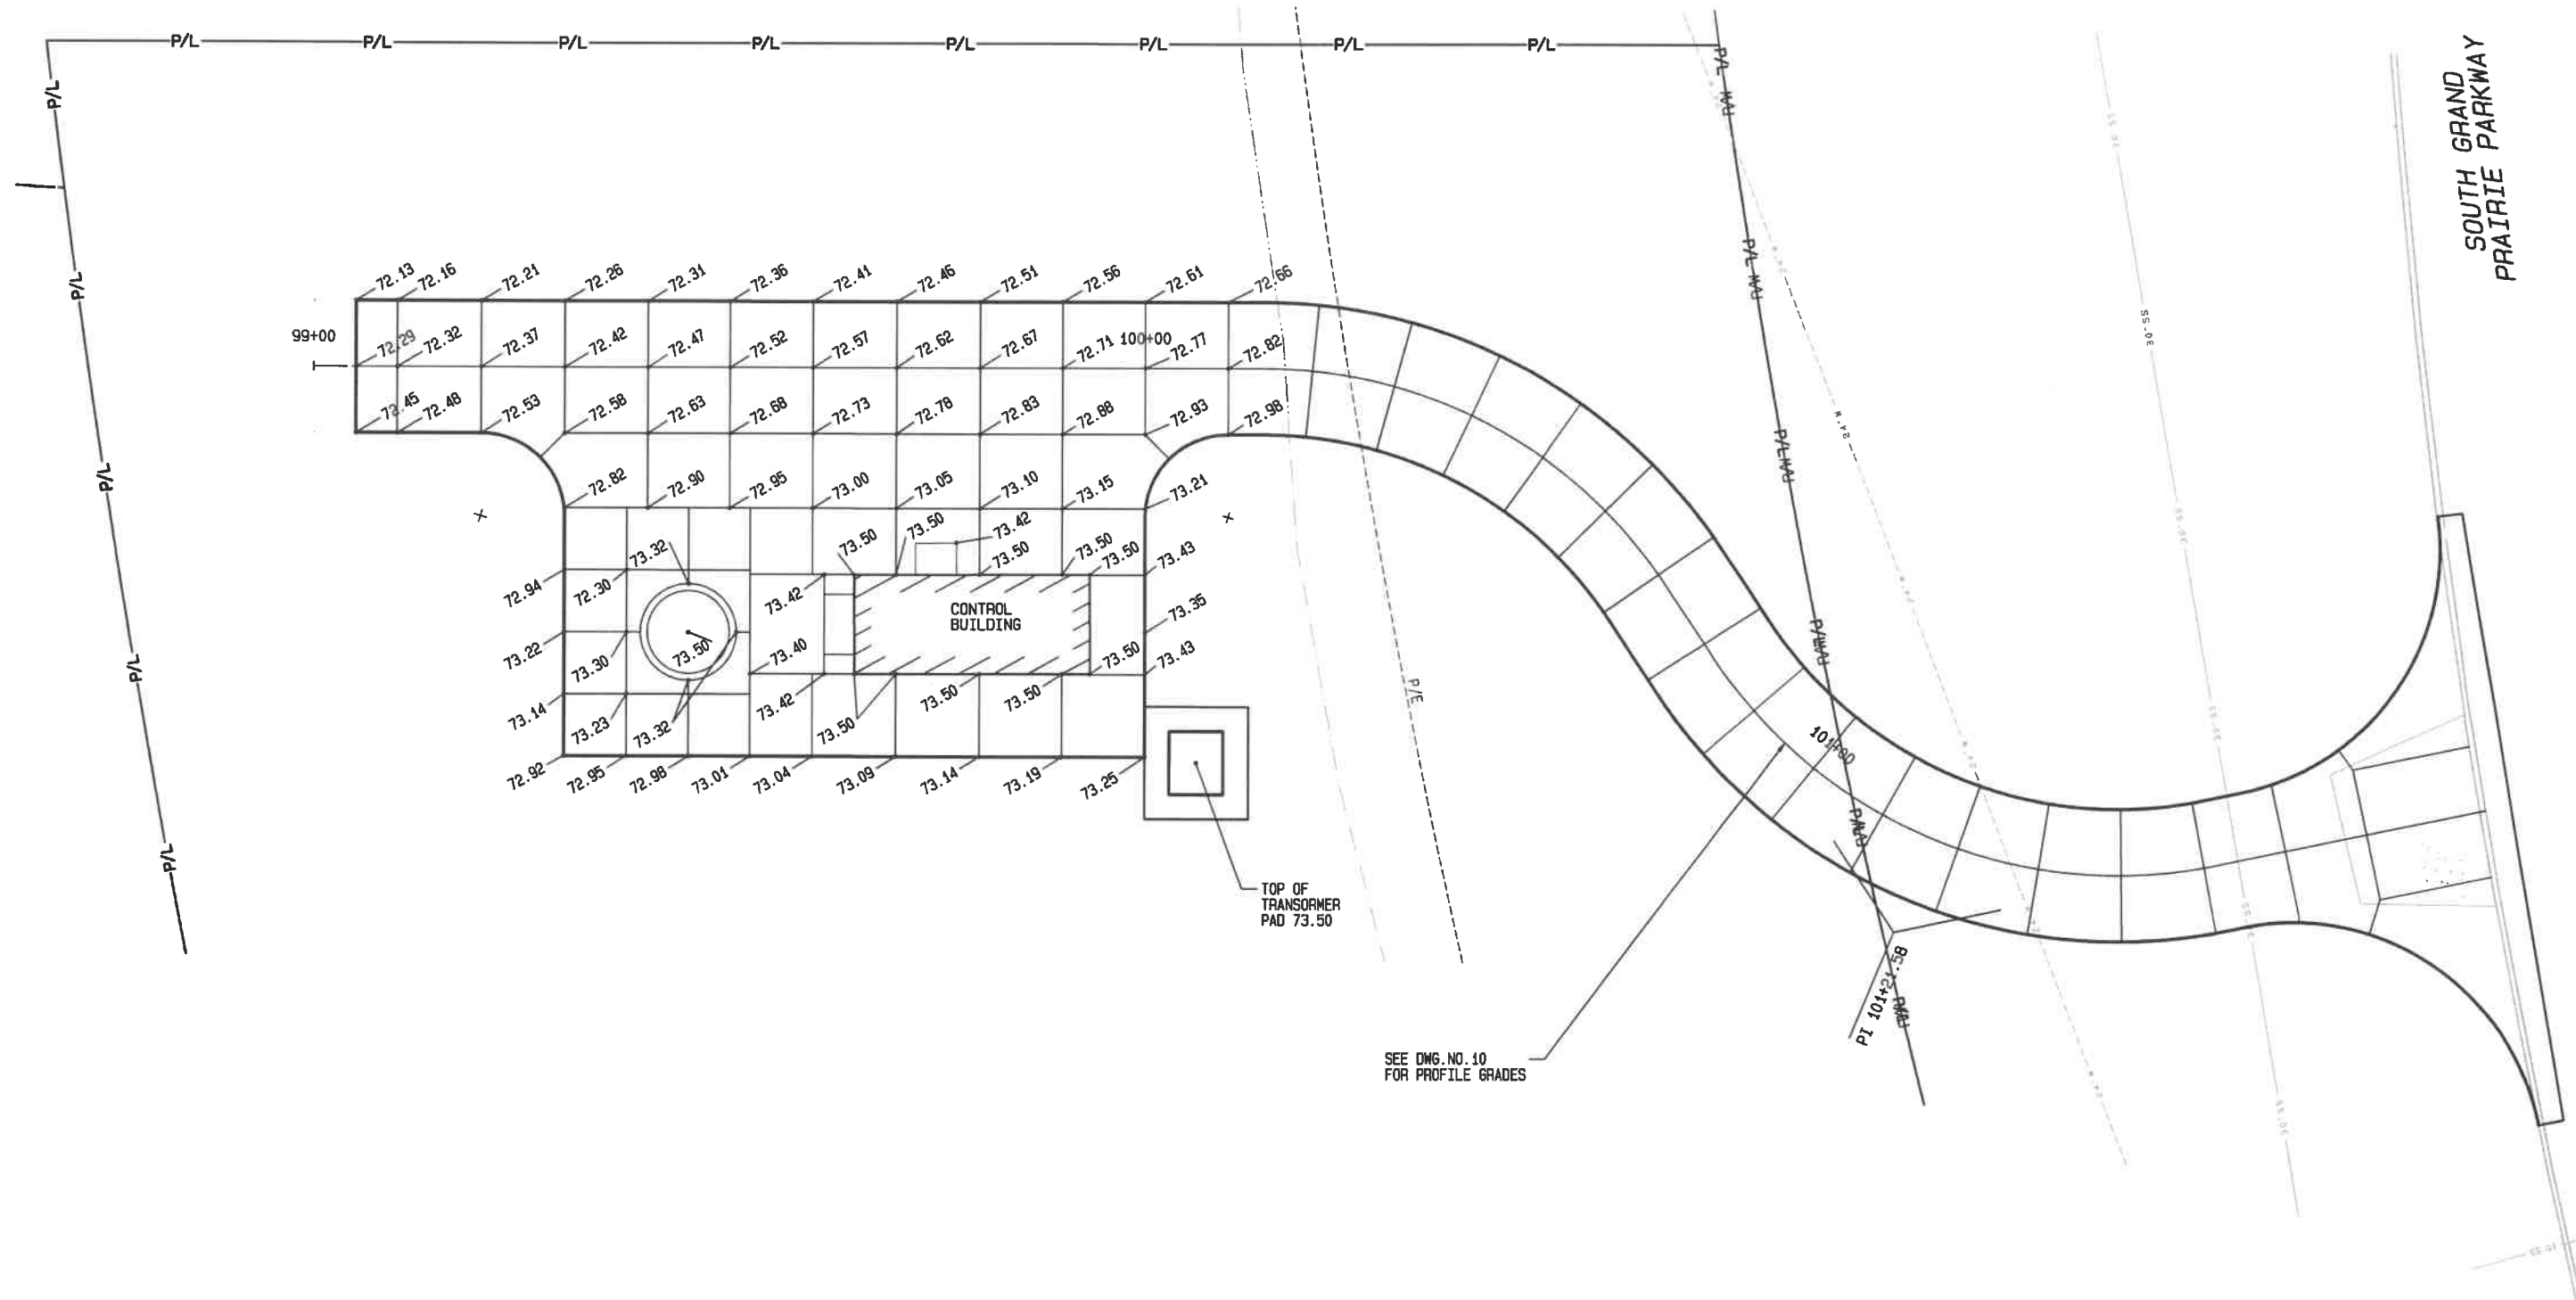 P/L P/L P/L P/L P/L P/L P/L P/L
P/L
P/L
P/L
P/L
P/L
P/L
P/L
R/W
P/L
R/W
P/L R/W
P/L R/W
SOUTH GRAND
PRAIRIE PARKWAY
72.13 72.16 72.21 72.26 72.31 72.36 72.41 72.46 72.51 72.56 72.61 72.66
99+00
72.29 72.32 72.37 72.42 72.47 72.52 72.57 72.62 72.67 72.71 100+00 72.77 72.82
72.45 72.48 72.53 72.58 72.63 72.68 72.73 72.78 72.83 72.88 72.93 72.98
72.82 72.90 72.95 73.00 73.05 73.10 73.15 73.21
73.32 73.50 73.50 73.42 73.50 73.50 73.50 73.43
72.94 72.30 73.42
CONTROL
BUILDING
73.35
73.22 73.30 73.50 73.40 73.50 73.43
73.14 73.23 73.32 73.42 73.50 73.50 73.50
72.92 72.95 72.98 73.01 73.04 73.09 73.14 73.19 73.25
P/E
24"
101+00
TOP OF
TRANSORMER
PAD 73.50
PI 101+21.58
SEE DWG.NO.10
FOR PROFILE GRADES